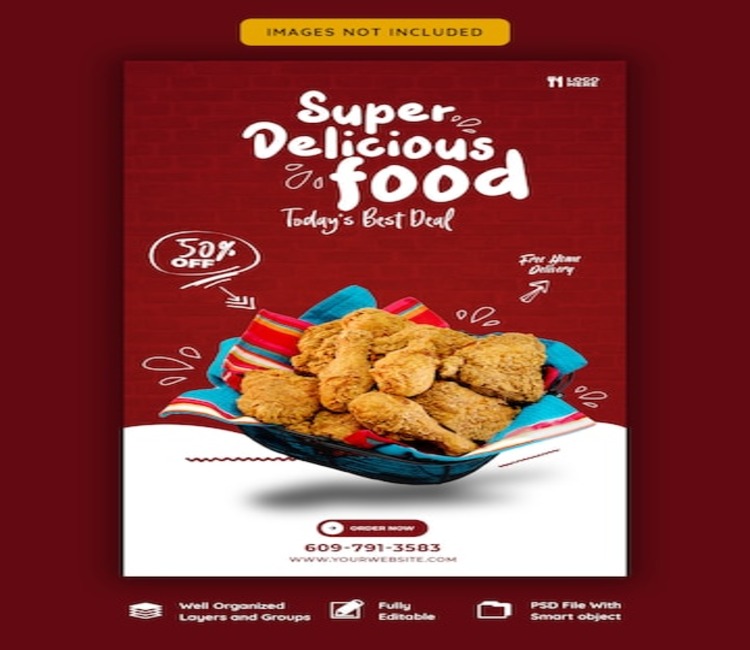 IMAGES NOT INCLUDED
LOGO
HERE
Super
Delicious
food
Today's Best Deal
50%
OFF
Free Home
Delivery
ORDER NOW
609-791-3583
WWW.YOURWEBSITE.COM
Well Organized
Layers and Groups
Fully
Editable
PSD File With
Smart object